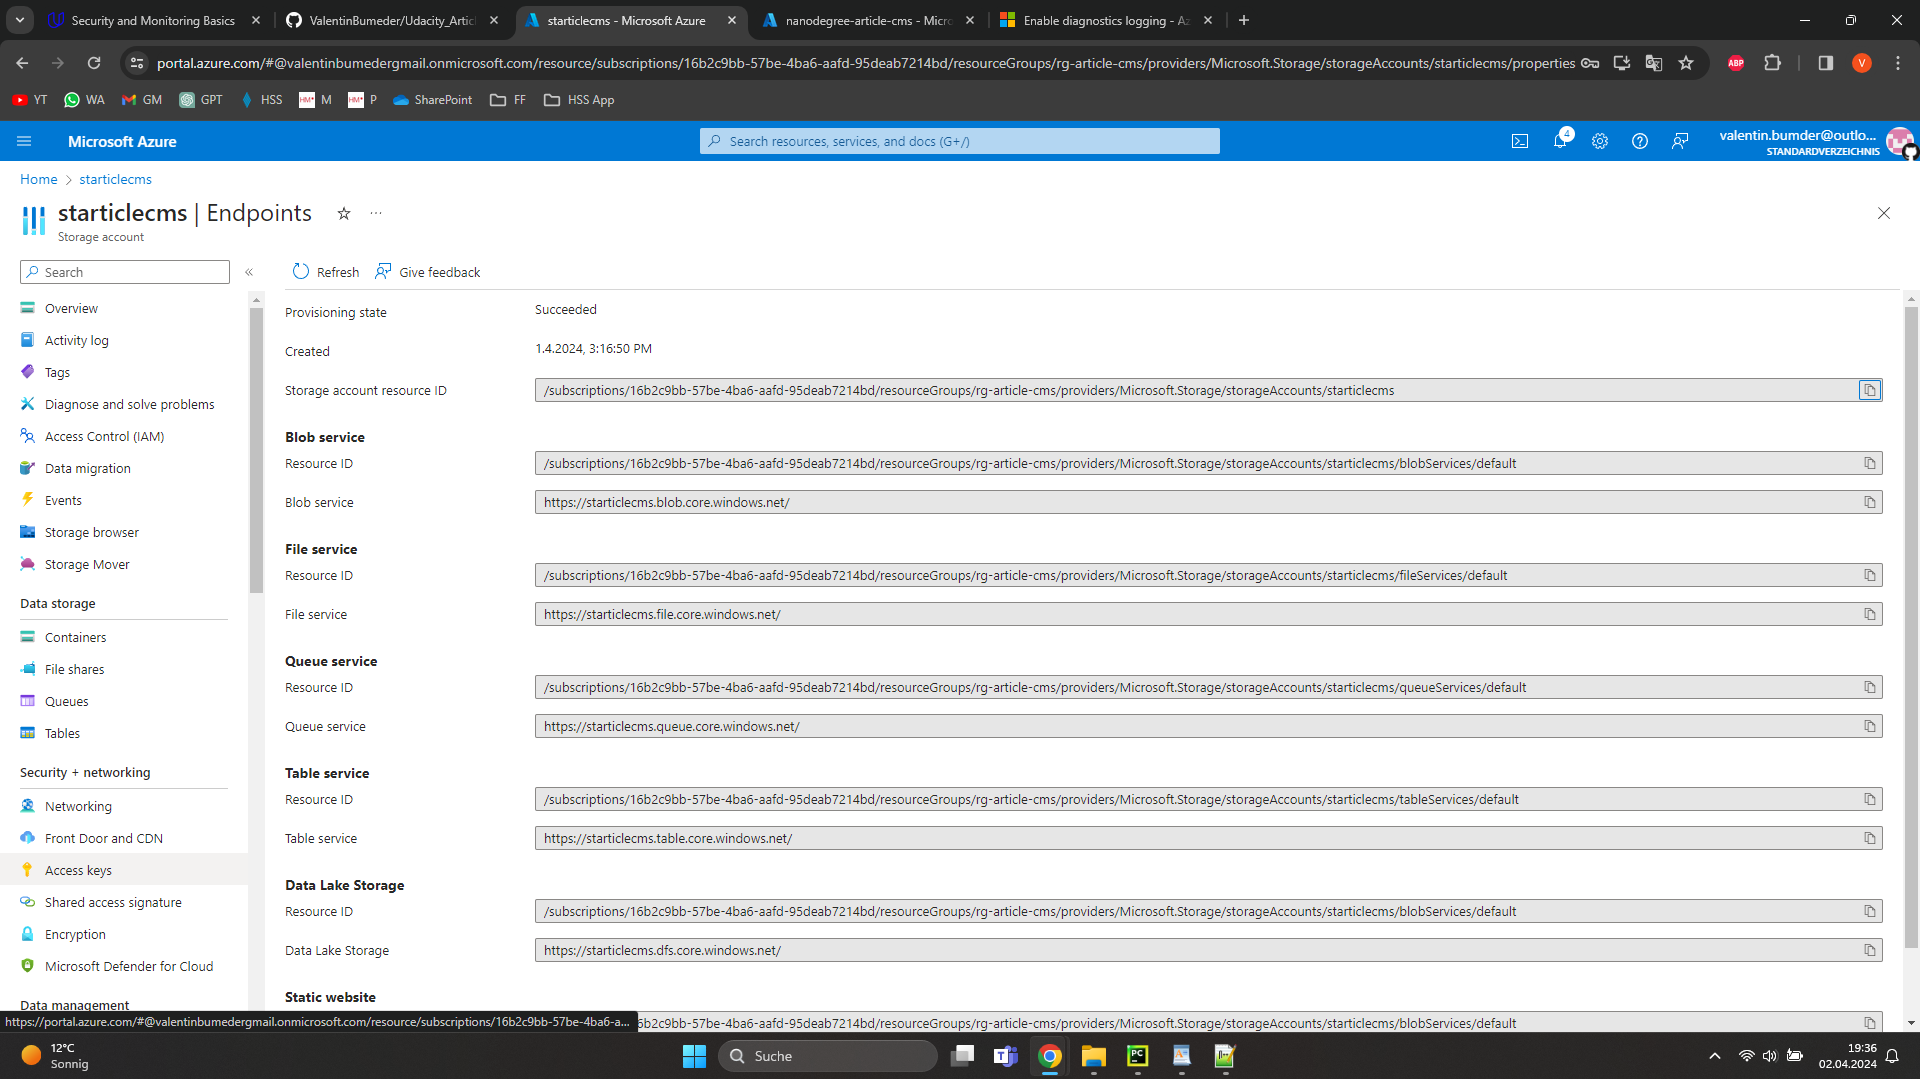 Security and Monitoring Basics
ValentinBumeder/Udacity_Artic
starticlecms - Microsoft Azure
nanodegree-article-cms - Micro
Enable diagnostics logging - Az
portal.azure.com/#@valentinbumedergmail.onmicrosoft.com/resource/subscriptions/16b2c9bb-57be-4ba6-aafd-95deab7214bd/resourceGroups/rg-article-cms/providers/Microsoft.Storage/storageAccounts/starticlecms/properties
ABP
V
YT
WA
GM
GPT
HSS
M
P
SharePoint
FF
HSS App
Microsoft Azure
Search resources, services, and docs (G+/)
4
valentin.bumder@outlo...
STANDARDVERZEICHNIS
Home > starticlecms
starticlecms | Endpoints
Storage account
Search
Refresh
Give feedback
Overview
Activity log
Tags
Diagnose and solve problems
Access Control (IAM)
Data migration
Events
Storage browser
Storage Mover
Data storage
Containers
File shares
Queues
Tables
Security + networking
Networking
Front Door and CDN
Access keys
Shared access signature
Encryption
Microsoft Defender for Cloud
Data management
Provisioning state
Succeeded
Created
1.4.2024, 3:16:50 PM
Storage account resource ID
/subscriptions/16b2c9bb-57be-4ba6-aafd-95deab7214bd/resourceGroups/rg-article-cms/providers/Microsoft.Storage/storageAccounts/starticlecms
Blob service
Resource ID
/subscriptions/16b2c9bb-57be-4ba6-aafd-95deab7214bd/resourceGroups/rg-article-cms/providers/Microsoft.Storage/storageAccounts/starticlecms/blobServices/default
Blob service
https://starticlecms.blob.core.windows.net/
File service
Resource ID
/subscriptions/16b2c9bb-57be-4ba6-aafd-95deab7214bd/resourceGroups/rg-article-cms/providers/Microsoft.Storage/storageAccounts/starticlecms/fileServices/default
File service
https://starticlecms.file.core.windows.net/
Queue service
Resource ID
/subscriptions/16b2c9bb-57be-4ba6-aafd-95deab7214bd/resourceGroups/rg-article-cms/providers/Microsoft.Storage/storageAccounts/starticlecms/queueServices/default
Queue service
https://starticlecms.queue.core.windows.net/
Table service
Resource ID
/subscriptions/16b2c9bb-57be-4ba6-aafd-95deab7214bd/resourceGroups/rg-article-cms/providers/Microsoft.Storage/storageAccounts/starticlecms/tableServices/default
Table service
https://starticlecms.table.core.windows.net/
Data Lake Storage
Resource ID
/subscriptions/16b2c9bb-57be-4ba6-aafd-95deab7214bd/resourceGroups/rg-article-cms/providers/Microsoft.Storage/storageAccounts/starticlecms/blobServices/default
Data Lake Storage
https://starticlecms.dfs.core.windows.net/
Static website
https://portal.azure.com/#@valentinbumedergmail.onmicrosoft.com/resource/subscriptions/16b2c9bb-57be-4ba6-a...
6b2c9bb-57be-4ba6-aafd-95deab7214bd/resourceGroups/rg-article-cms/providers/Microsoft.Storage/storageAccounts/starticlecms/blobServices/default
12°C
Sonnig
Suche
19:36
02.04.2024